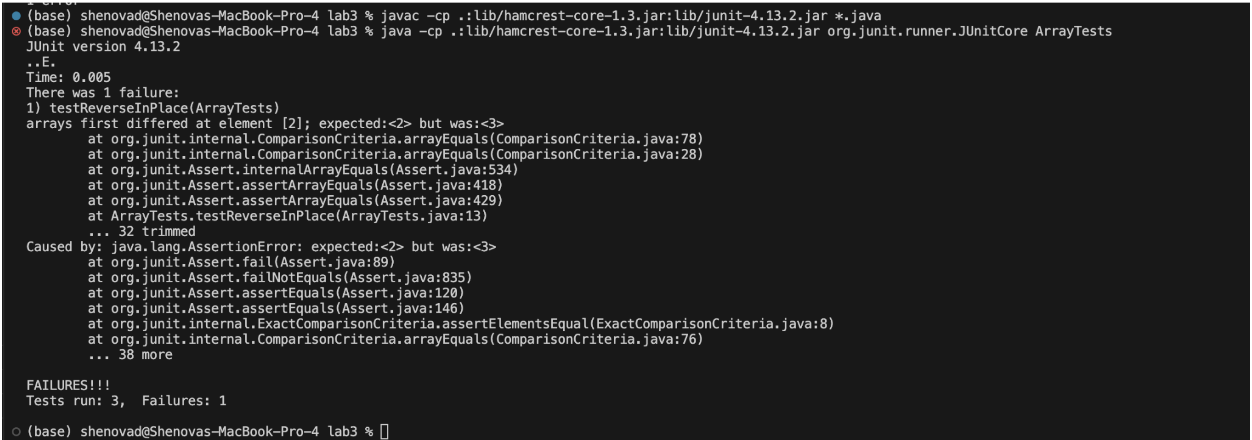 1 error
(base) shenovad@Shenovas-MacBook-Pro-4 lab3 % javac -cp .:lib/hamcrest-core-1.3.jar:lib/junit-4.13.2.jar *.java
(base) shenovad@Shenovas-MacBook-Pro-4 lab3 % java -cp .:lib/hamcrest-core-1.3.jar:lib/junit-4.13.2.jar org.junit.runner.JUnitCore ArrayTests
JUnit version 4.13.2
..E.
Time: 0.005
There was 1 failure:
1) testReverseInPlace(ArrayTests)
arrays first differed at element [2]; expected:<2> but was:<3>
        at org.junit.internal.ComparisonCriteria.arrayEquals(ComparisonCriteria.java:78)
        at org.junit.internal.ComparisonCriteria.arrayEquals(ComparisonCriteria.java:28)
        at org.junit.Assert.internalArrayEquals(Assert.java:534)
        at org.junit.Assert.assertArrayEquals(Assert.java:418)
        at org.junit.Assert.assertArrayEquals(Assert.java:429)
        at ArrayTests.testReverseInPlace(ArrayTests.java:13)
        ... 32 trimmed
Caused by: java.lang.AssertionError: expected:<2> but was:<3>
        at org.junit.Assert.fail(Assert.java:89)
        at org.junit.Assert.failNotEquals(Assert.java:835)
        at org.junit.Assert.assertEquals(Assert.java:120)
        at org.junit.Assert.assertEquals(Assert.java:146)
        at org.junit.internal.ExactComparisonCriteria.assertElementsEqual(ExactComparisonCriteria.java:8)
        at org.junit.internal.ComparisonCriteria.arrayEquals(ComparisonCriteria.java:76)
        ... 38 more

FAILURES!!!
Tests run: 3,  Failures: 1

(base) shenovad@Shenovas-MacBook-Pro-4 lab3 %